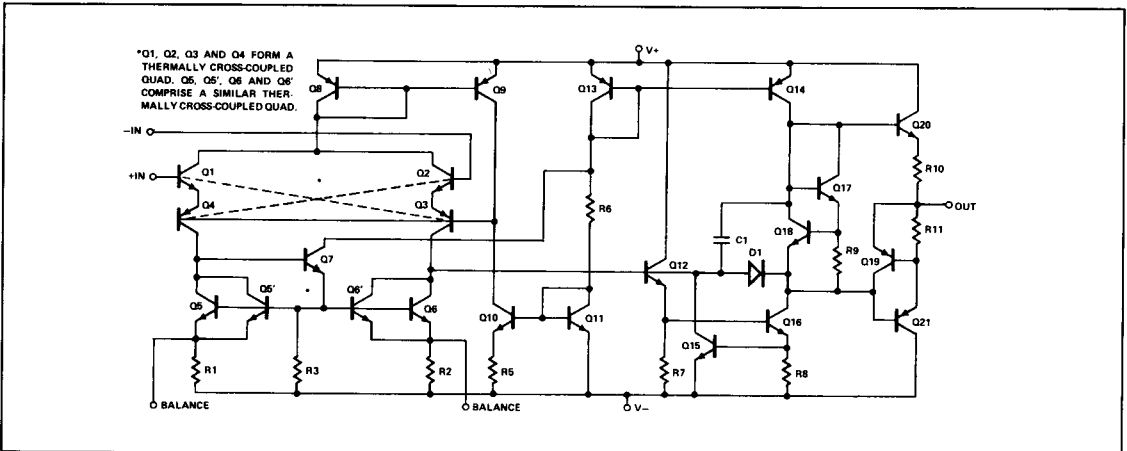 *Q1, Q2, Q3 AND Q4 FORM A
THERMALLY CROSS-COUPLED
QUAD. Q5, Q5', Q6 AND Q6'
COMPRISE A SIMILAR THER-
MALLY CROSS-COUPLED QUAD.
V+
Q8
Q9
Q13
Q14
Q20
−IN
+IN
Q1
Q2
Q4
Q3
R6
Q17
R10
OUT
Q18
C1
R9
R11
Q19
D1
Q7
Q12
Q5
Q5'
Q6'
Q6
Q10
Q11
Q16
Q21
Q15
R1
R3
R2
R5
R7
R8
BALANCE
BALANCE
V−